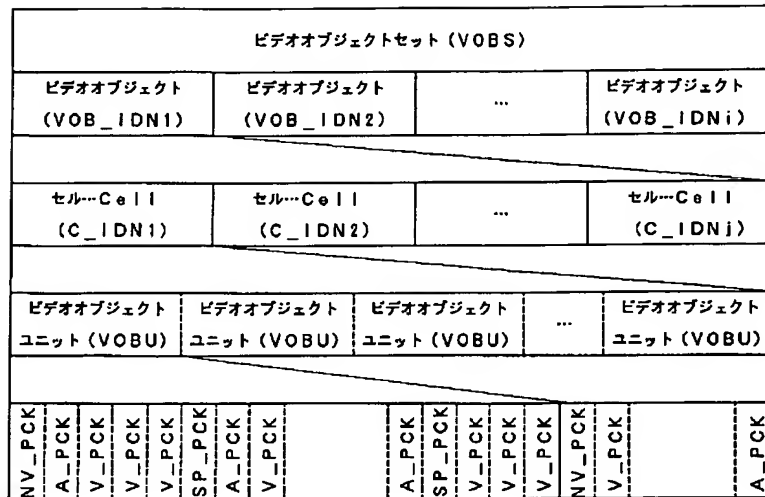 ビデオオブジェクトセット(VOBS)
ビデオオブジェクト ビデオオブジェクト … ビデオオブジェクト
(VOB_IDN1) (VOB_IDN2) (VOB_IDNi)
セル…Cell セル…Cell … セル…Cell
(C_IDN1) (C_IDN2) (C_IDNj)
ビデオオブジェクト ビデオオブジェクト ビデオオブジェクト … ビデオオブジェクト
ユニット(VOBU) ユニット(VOBU) ユニット(VOBU) ユニット(VOBU)
NV_PCK
A_PCK
V_PCK
V_PCK
V_PCK
SP_PCK
A_PCK
V_PCK
A_PCK
SP_PCK
V_PCK
V_PCK
V_PCK
NV_PCK
V_PCK
A_PCK